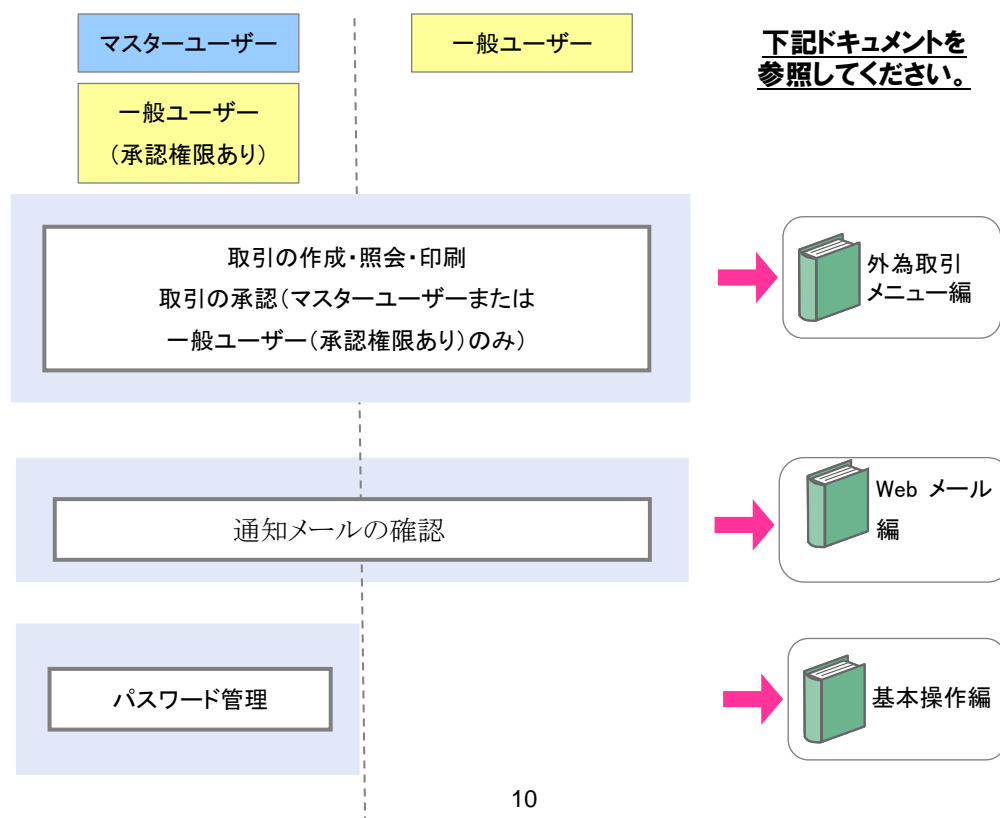 マスターユーザー
一般ユーザー
下記ドキュメントを
参照してください。
一般ユーザー
（承認権限あり）
取引の作成・照会・印刷
取引の承認（マスターユーザーまたは
一般ユーザー（承認権限あり）のみ）
外為取引
メニュー編
通知メールの確認
Web メール
編
パスワード管理
基本操作編
10